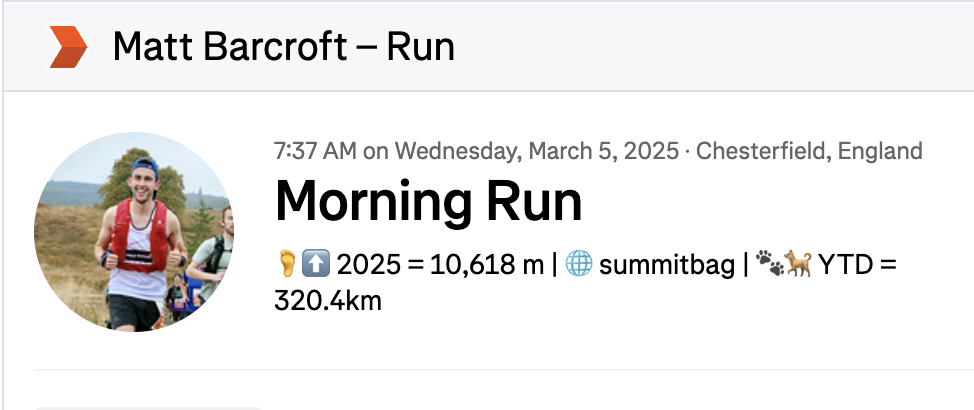 Matt Barcroft – Run
7:37 AM on Wednesday, March 5, 2025 · Chesterfield, England
Morning Run
🦶⬆️ 2025 = 10,618 m | 🌐 summitbag | 🐾🐕 YTD =
320.4km